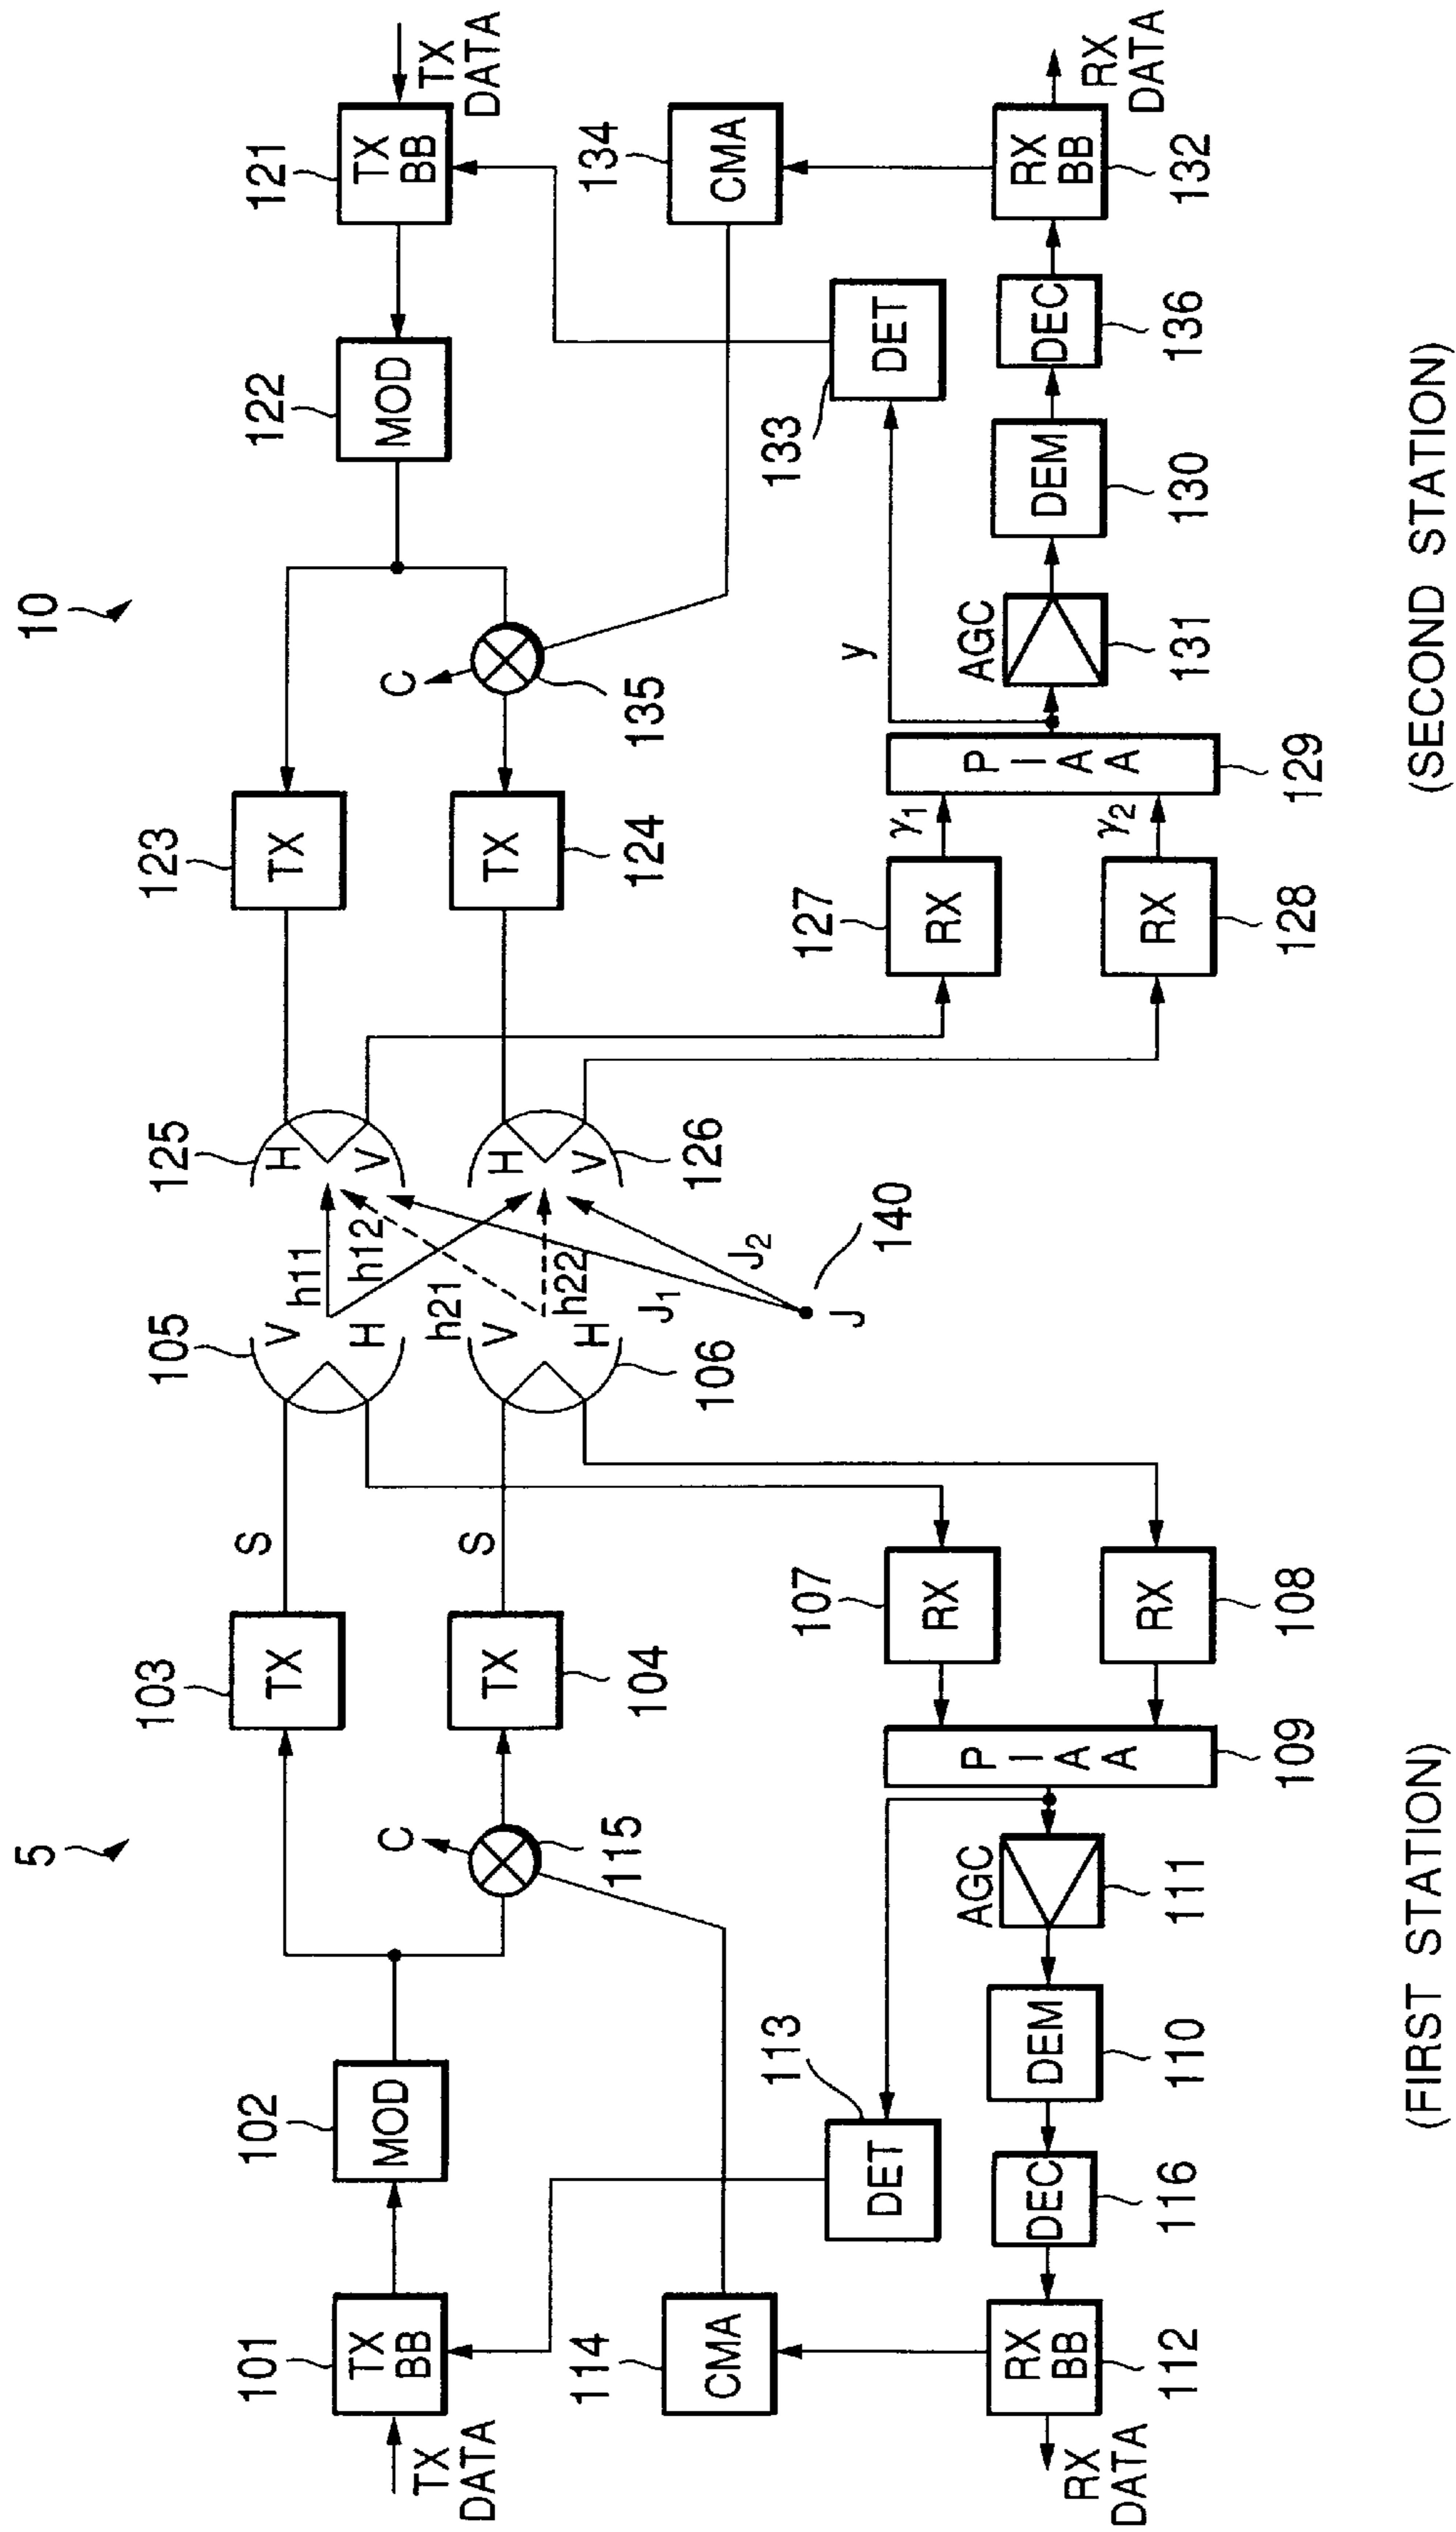 5
10
101
TX
BB
TX
DATA
102
MOD
103
TX
S
105
V
H
h11
h12
125
H
V
123
TX
122
MOD
121
TX
BB
TX
DATA
C
115
104
TX
S
106
V
H
h21
h22
J1
J2
J
140
126
H
V
124
TX
C
135
114
CMA
134
CMA
113
DET
133
DET
y
107
RX
108
RX
P
I
A
A
109
AGC
111
DEM
110
DEC
116
RX
BB
112
RX
DATA
127
RX
γ1
128
RX
γ2
P
I
A
A
129
AGC
131
DEM
130
DEC
136
RX
BB
132
RX
DATA
(FIRST STATION)
(SECOND STATION)